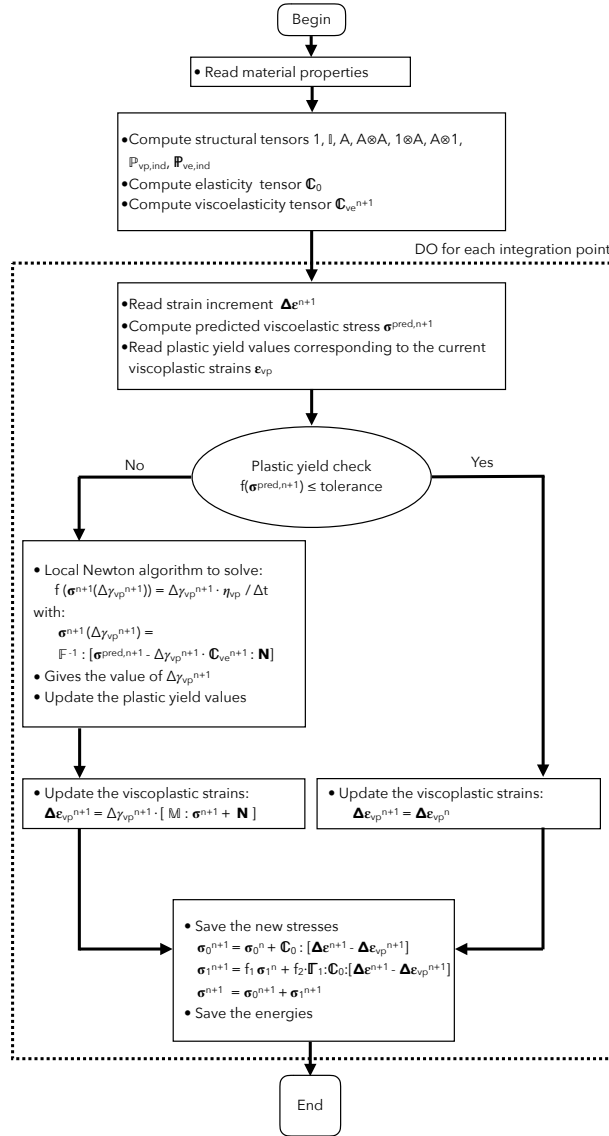 Begin
• Read material properties
•Compute structural tensors 1, 𝕀, A, A⊗A, 1⊗A, A⊗1,
ℙvp,ind, ℙve,ind
•Compute elasticity tensor ℂ₀
•Compute viscoelasticity tensor ℂveⁿ⁺¹
DO for each integration point
•Read strain increment 𝚫𝛆ⁿ⁺¹
•Compute predicted viscoelastic stress 𝛔pred,n+1
•Read plastic yield values corresponding to the current
viscoplastic strains 𝛆vp
No
Plastic yield check
Yes
f(𝛔pred,n+1) ≤ tolerance
• Local Newton algorithm to solve:
f (𝛔ⁿ⁺¹(Δγvpⁿ⁺¹)) = Δγvpⁿ⁺¹ · ηvp / Δt
with:
𝛔ⁿ⁺¹(Δγvpⁿ⁺¹) =
𝔽⁻¹ : [𝛔pred,n+1 - Δγvpⁿ⁺¹ · ℂveⁿ⁺¹ : 𝐍]
• Gives the value of Δγvpⁿ⁺¹
• Update the plastic yield values
• Update the viscoplastic strains:
𝚫𝛆vpⁿ⁺¹ = Δγvpⁿ⁺¹ · [ 𝕄 : 𝛔ⁿ⁺¹ + 𝐍 ]
• Update the viscoplastic strains:
𝚫𝛆vpⁿ⁺¹ = 𝚫𝛆vpⁿ
• Save the new stresses
𝛔₀ⁿ⁺¹ = 𝛔₀ⁿ + ℂ₀ : [𝚫𝛆ⁿ⁺¹ - 𝚫𝛆vpⁿ⁺¹]
𝛔₁ⁿ⁺¹ = f₁ 𝛔₁ⁿ + f₂·𝕋₁:ℂ₀:[𝚫𝛆ⁿ⁺¹ - 𝚫𝛆vpⁿ⁺¹]
𝛔ⁿ⁺¹ = 𝛔₀ⁿ⁺¹ + 𝛔₁ⁿ⁺¹
• Save the energies
End